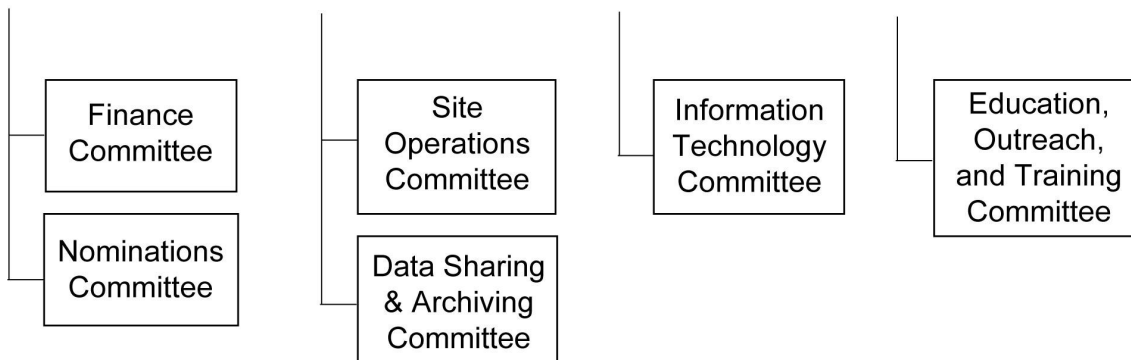 Finance
Committee
Nominations
Committee
Site
Operations
Committee
Data Sharing
& Archiving
Committee
Information
Technology
Committee
Education,
Outreach,
and Training
Committee